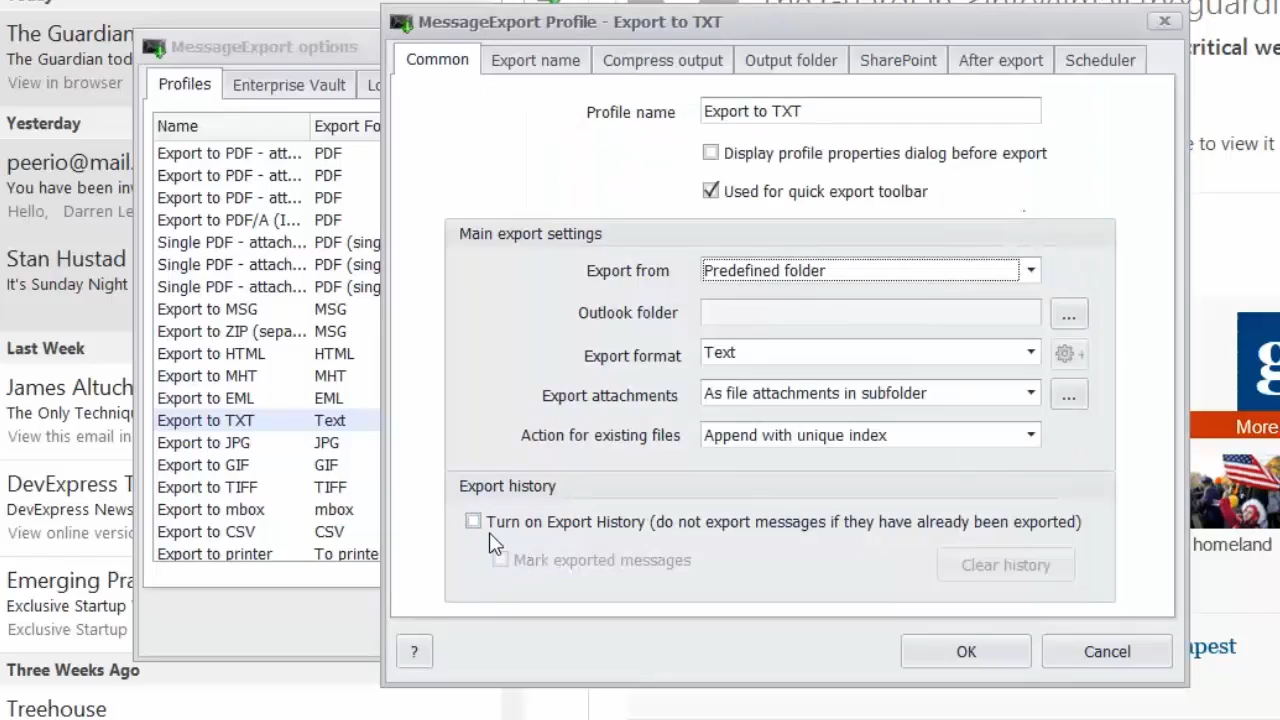 The Guardian
The Guardian tod
View in browser
Yesterday
peerio@mail.
You have been inv
Hello, Darren Le
Stan Hustad
It's Sunday Night
Last Week
James Altuch
The Only Techniqu
View this email in
DevExpress T
DevExpress News
View online versio
Emerging Pra
Exclusive Startup
Exclusive Startup
Three Weeks Ago
Treehouse
MessageExport options
Profiles
Enterprise Vault
Lo
Name
Export Fo
Export to PDF - att... PDF
Export to PDF - att... PDF
Export to PDF - att... PDF
Export to PDF/A (I... PDF
Single PDF - attach... PDF (sing
Single PDF - attach... PDF (sing
Single PDF - attach... PDF (sing
Export to MSG MSG
Export to ZIP (sepa... MSG
Export to HTML HTML
Export to MHT MHT
Export to EML EML
Export to TXT Text
Export to JPG JPG
Export to GIF GIF
Export to TIFF TIFF
Export to mbox mbox
Export to CSV CSV
Export to printer To printe
MessageExport Profile - Export to TXT
Common
Export name
Compress output
Output folder
SharePoint
After export
Scheduler
Profile name Export to TXT
Display profile properties dialog before export
Used for quick export toolbar
Main export settings
Export from Predefined folder
Outlook folder ...
Export format Text
Export attachments As file attachments in subfolder ...
Action for existing files Append with unique index
Export history
Turn on Export History (do not export messages if they have already been exported)
Mark exported messages
Clear history
?
OK
Cancel
critical we
e to view it
g
More
homeland
apest